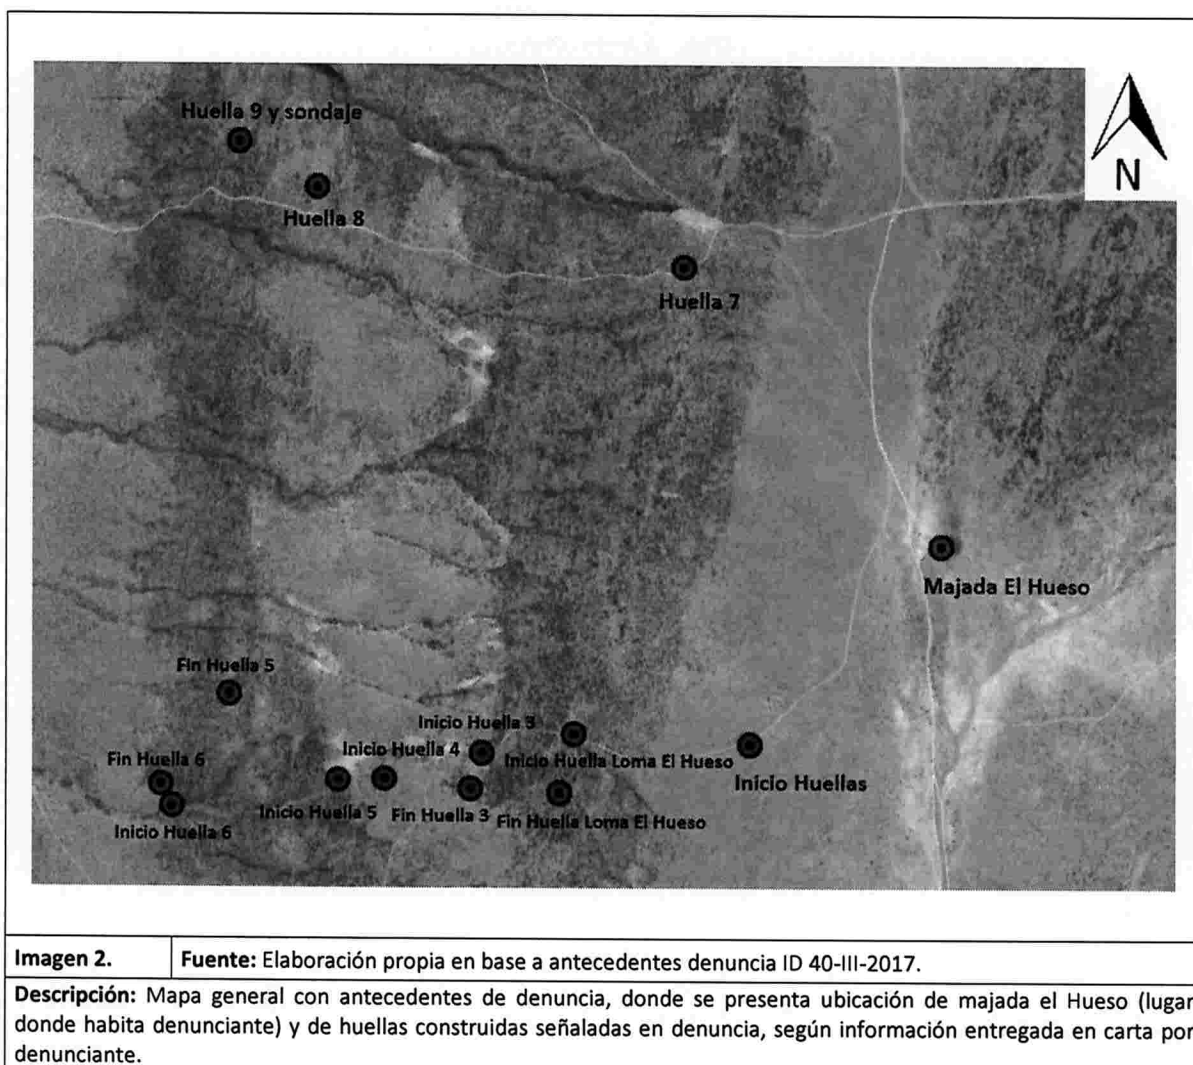 Huella 9 y sondaje
N
Huella 8
Huella 7
Majada El Hueso
Fin Huella 5
Inicio Huella 3
Inicio Huella 4
Inicio Huella Loma El Hueso
Fin Huella 6
Inicio Huellas
Inicio Huella 5
Fin Huella 3
Fin Huella Loma El Hueso
Inicio Huella 6
Imagen 2.
Fuente: Elaboración propia en base a antecedentes denuncia ID 40-III-2017.
Descripción: Mapa general con antecedentes de denuncia, donde se presenta ubicación de majada el Hueso (lugar
donde habita denunciante) y de huellas construidas señaladas en denuncia, según información entregada en carta por
denunciante.